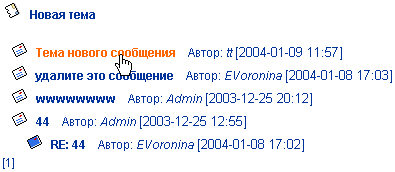 Новая тема
Тема нового сообщения Автор: tt [2004-01-09 11:57]
удалите это сообщение Автор: EVoronina [2004-01-08 17:03]
wwwwwwww Автор: Admin [2003-12-25 20:12]
44 Автор: Admin [2003-12-25 12:55]
RE: 44 Автор: EVoronina [2004-01-08 17:02]
[1]